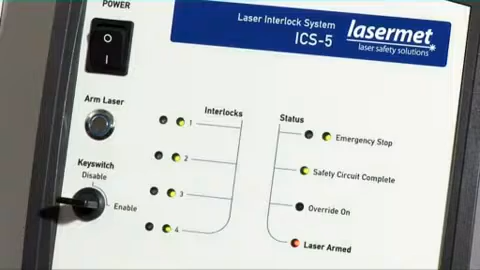 POWER
Laser Interlock System
ICS-5
lasermet
laser safety solutions
O
I
Arm Laser
Keyswitch
Disable
Enable
Interlocks
1
2
3
4
Status
Emergency Stop
Safety Circuit Complete
Override On
Laser Armed